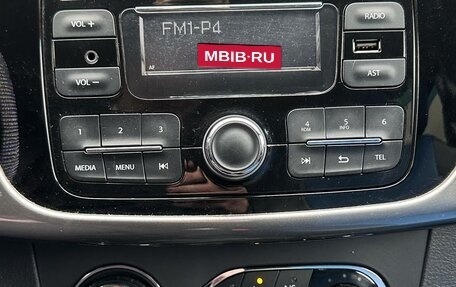 VOL +
FM1-P4
RADIO
MBIB-RU
AF
VOL −
AST
1 2 3
4 RDM 5 INFO 6
MEDIA MENU
TEL